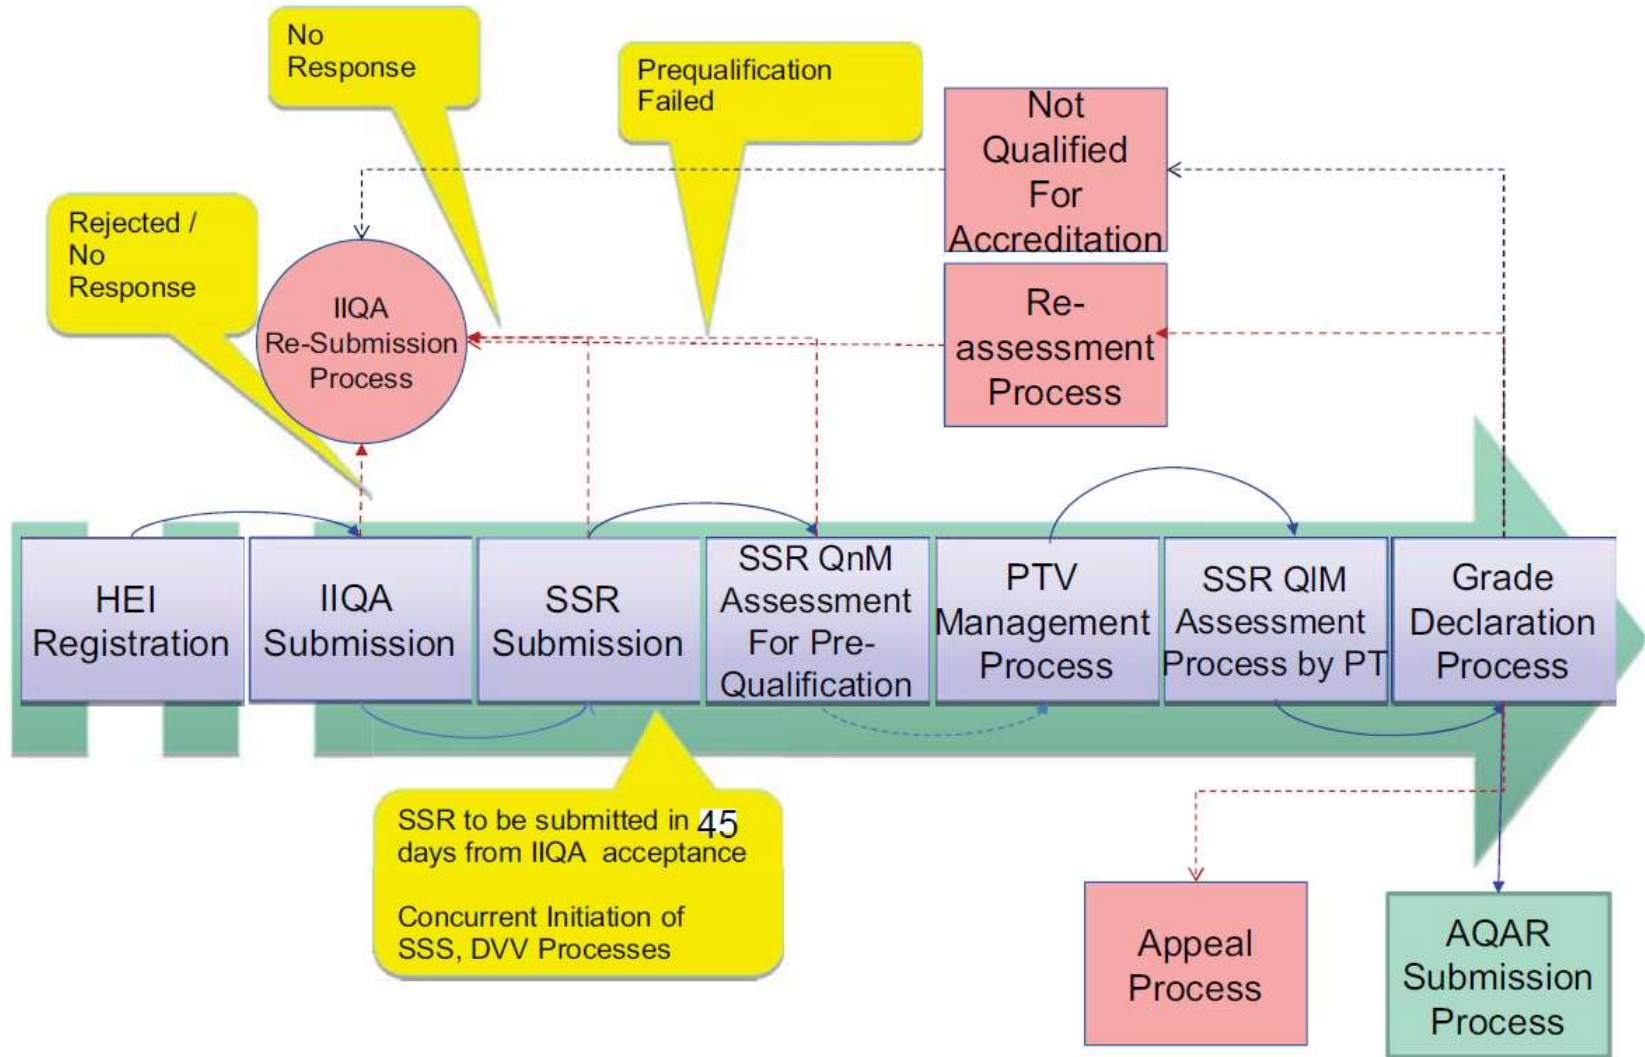 No
Response
Prequalification
Failed
Not
Qualified
For
Accreditation
Rejected /
No
Response
IIQA
Re-Submission
Process
Re-
assessment
Process
HEI
Registration
IIQA
Submission
SSR
Submission
SSR QnM
Assessment
For Pre-
Qualification
PTV
Management
Process
SSR QlM
Assessment
Process by PT
Grade
Declaration
Process
SSR to be submitted in 45
days from IIQA acceptance
Concurrent Initiation of
SSS, DVV Processes
Appeal
Process
AQAR
Submission
Process